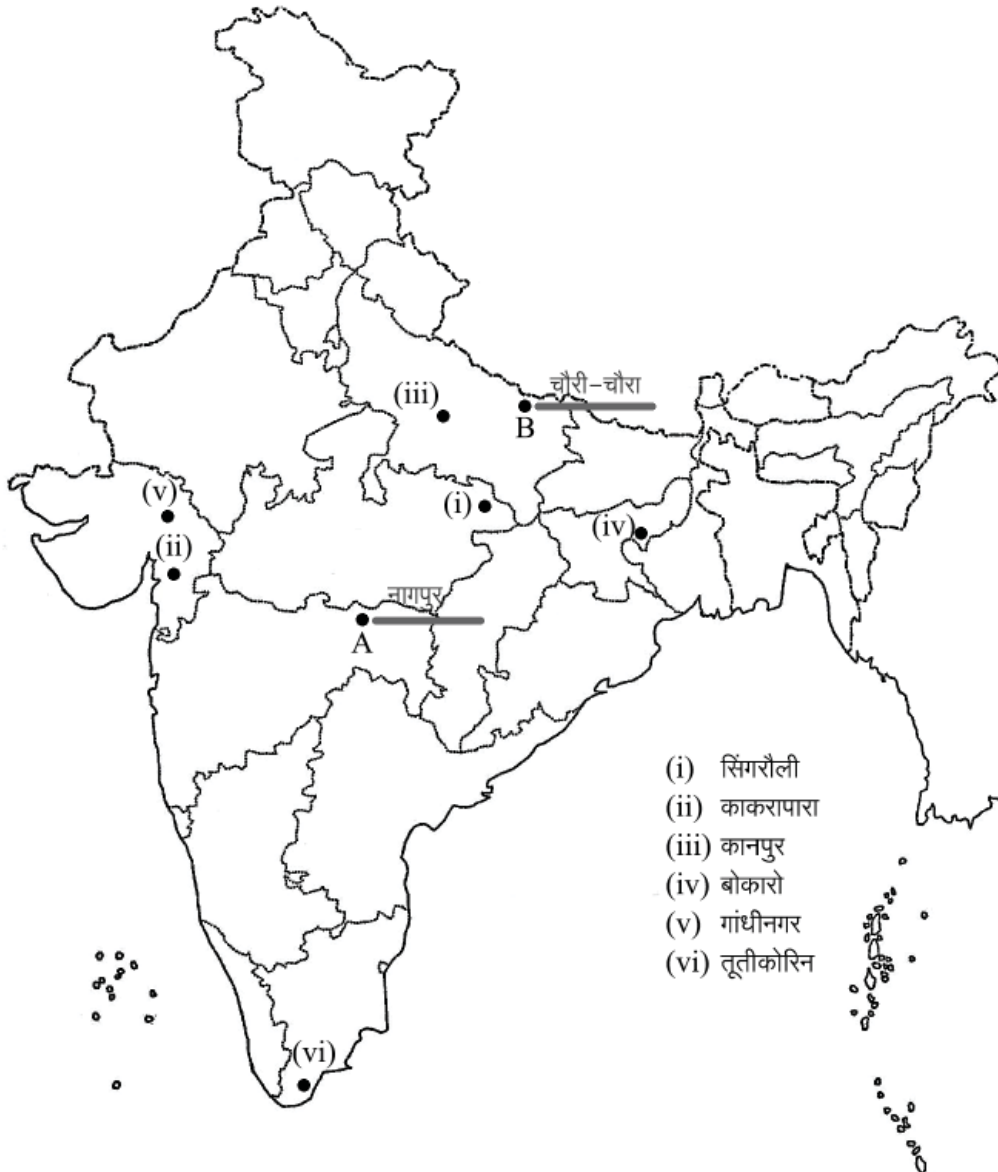 चौरी-चौरा
(iii)
B
(v)
(i)
(iv)
(ii)
नागपुर
A
(i) सिंगरौली
(ii) काकरापारा
(iii) कानपुर
(iv) बोकारो
(v) गांधीनगर
(vi) तूतीकोरिन
(vi)